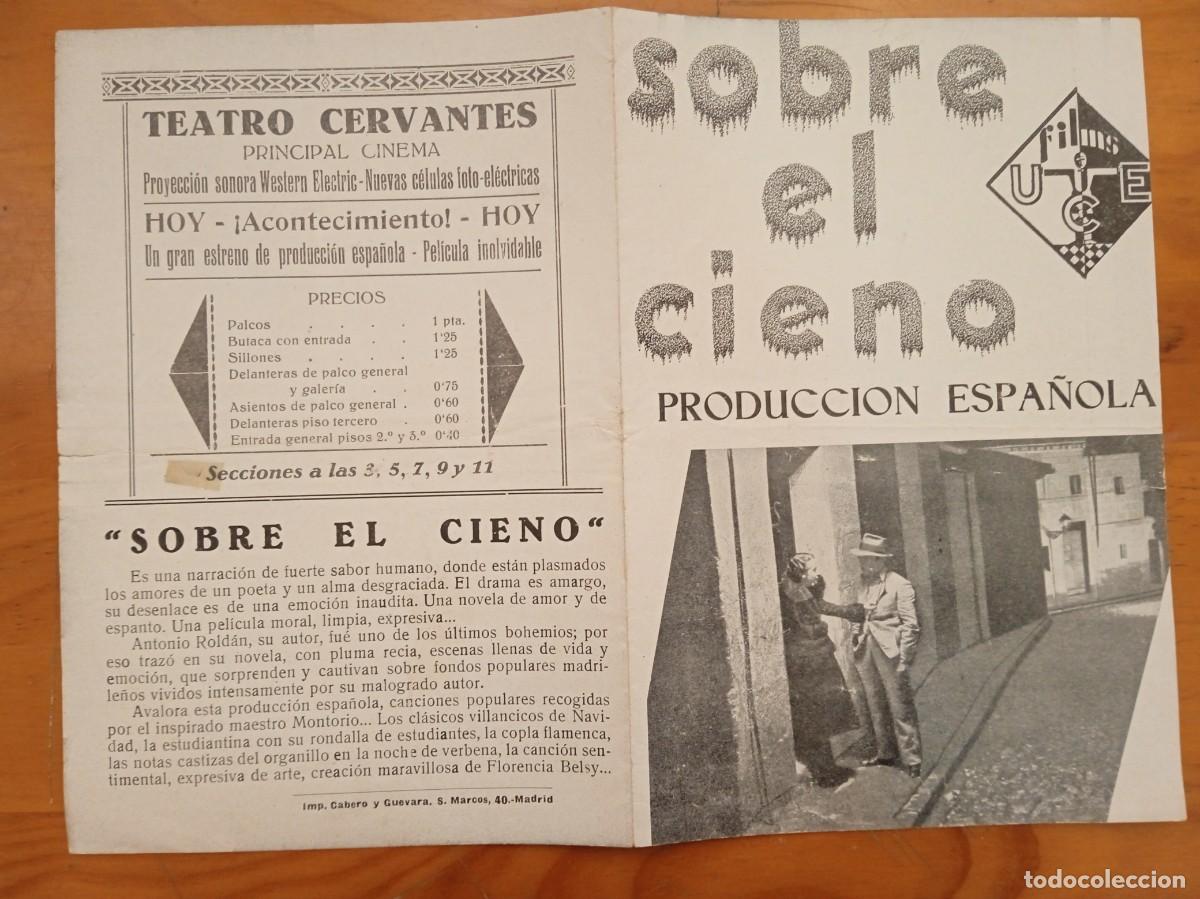 TEATRO CERVANTES
PRINCIPAL CINEMA
Proyección sonora Western Electric-Nuevas células foto-eléctricas
HOY - ¡Acontecimiento! - HOY
Un gran estreno de producción española - Película inolvidable
PRECIOS
Palcos . . . . 1 pta.
Butaca con entrada . . 1'25
Sillones . . . . 1'25
Delanteras de palco general
y galería . . 0'75
Asientos de palco general . 0'60
Delanteras piso tercero . 0'60
Entrada general pisos 2.º y 3.º 0'40
Secciones a las 3, 5, 7, 9 y 11
"SOBRE EL CIENO"
Es una narración de fuerte sabor humano, donde están plasmados
los amores de un poeta y un alma desgraciada. El drama es amargo,
su desenlace es de una emoción inaudita. Una novela de amor y de
espanto. Una película moral, limpia, expresiva...
Antonio Roldán, su autor, fué uno de los últimos bohemios; por
eso trazó en su novela, con pluma recia, escenas llenas de vida y
emoción, que sorprenden y cautivan sobre fondos populares madri-
leños vividos intensamente por su malogrado autor.
Avalora esta producción española, canciones populares recogidas
por el inspirado maestro Montorio... Los clásicos villancicos de Navi-
dad, la estudiantina con su rondalla de estudiantes, la copla flamenca,
las notas castizas del organillo en la noche de verbena, la canción sen-
timental, expresiva de arte, creación maravillosa de Florencia Belsy...
Imp. Cabero y Guevara, S. Marcos, 40.-Madrid
sobre
el
cieno
films
U C E
PRODUCCION ESPAÑOLA
todocoleccion